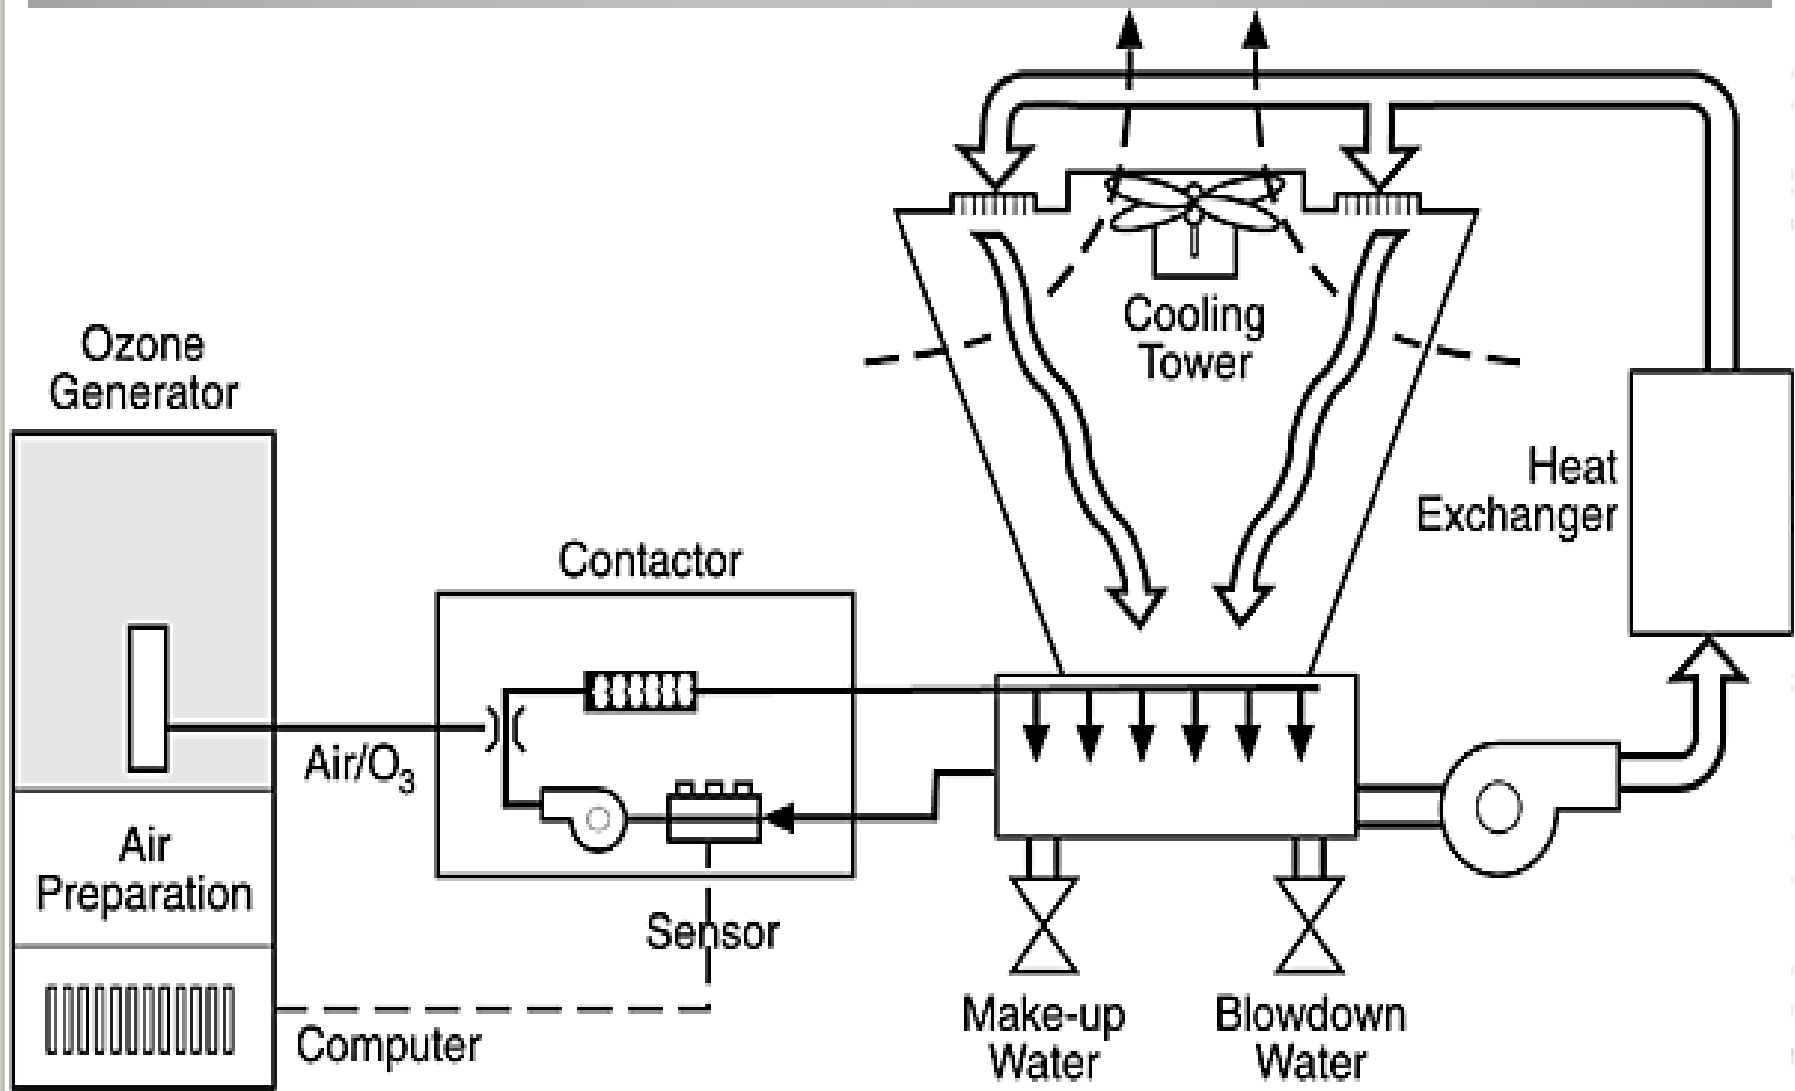 Ozone
Generator
Air
Preparation
Computer
Air/O₃
Contactor
Sensor
Cooling
Tower
Heat
Exchanger
Make-up
Water
Blowdown
Water